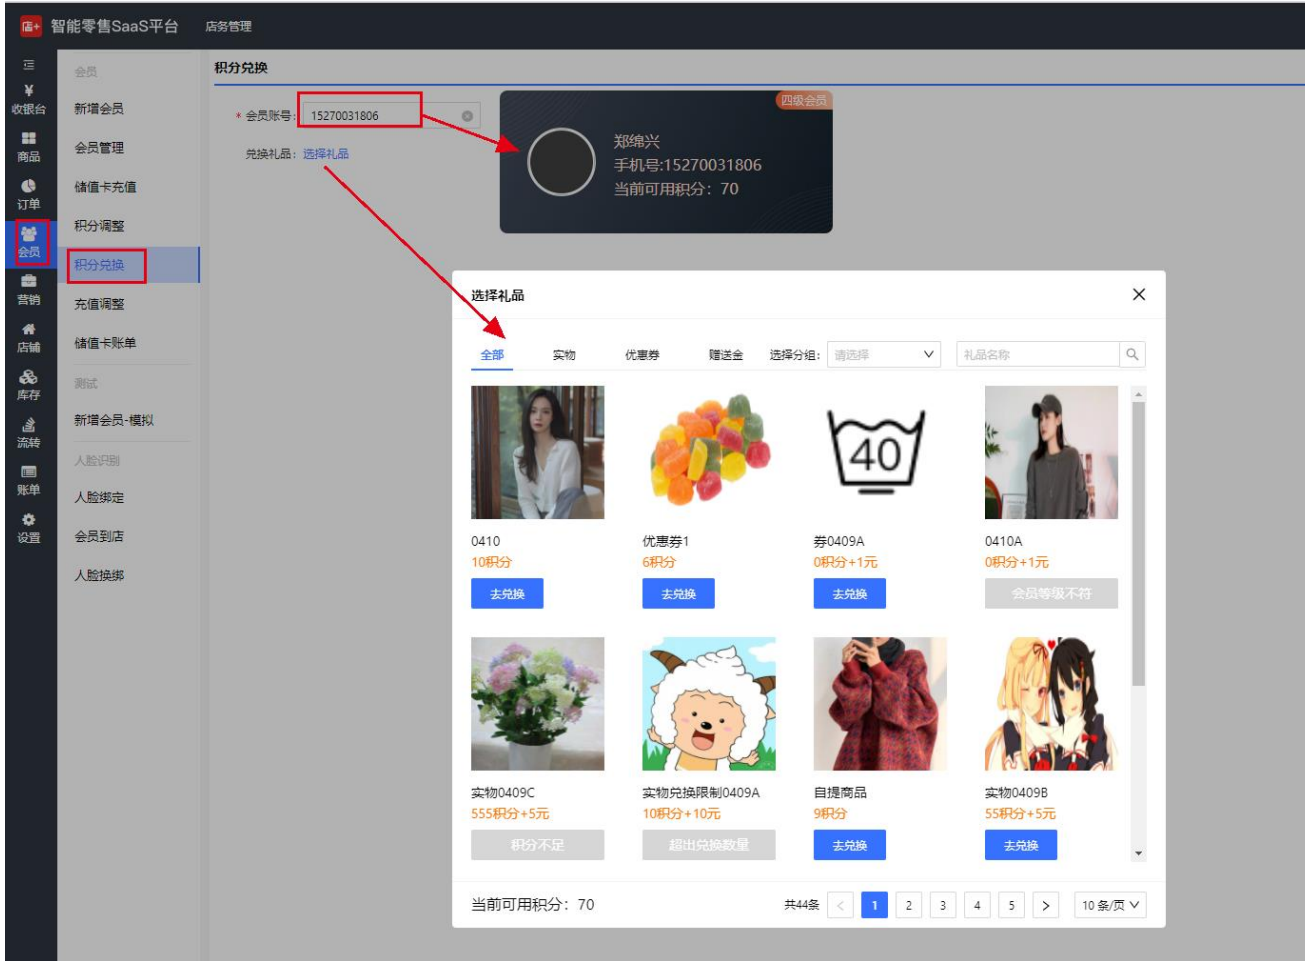 店+ 智能零售SaaS平台 店务管理
收银台
商品
订单
会员
营销
店铺
库存
流转
账单
设置
会员
新增会员
会员管理
储值卡充值
积分调整
积分兑换
充值调整
储值卡账单
测试
新增会员-模拟
人脸识别
人脸绑定
会员到店
人脸换绑
积分兑换
* 会员账号: 15270031806
兑换礼品: 选择礼品
四级会员
郑绵兴
手机号:15270031806
当前可用积分: 70
选择礼品
全部 实物 优惠券 赠送金 选择分组: 请选择 礼品名称
40
0410 优惠券1 券0409A 0410A
10积分 6积分 0积分+1元 0积分+1元
去兑换 去兑换 去兑换 会员等级不符
实物0409C 实物兑换限制0409A 自提商品 实物0409B
555积分+5元 10积分+10元 9积分 55积分+5元
积分不足 超出兑换数量 去兑换 去兑换
当前可用积分: 70 共44条 < 1 2 3 4 5 > 10 条/页